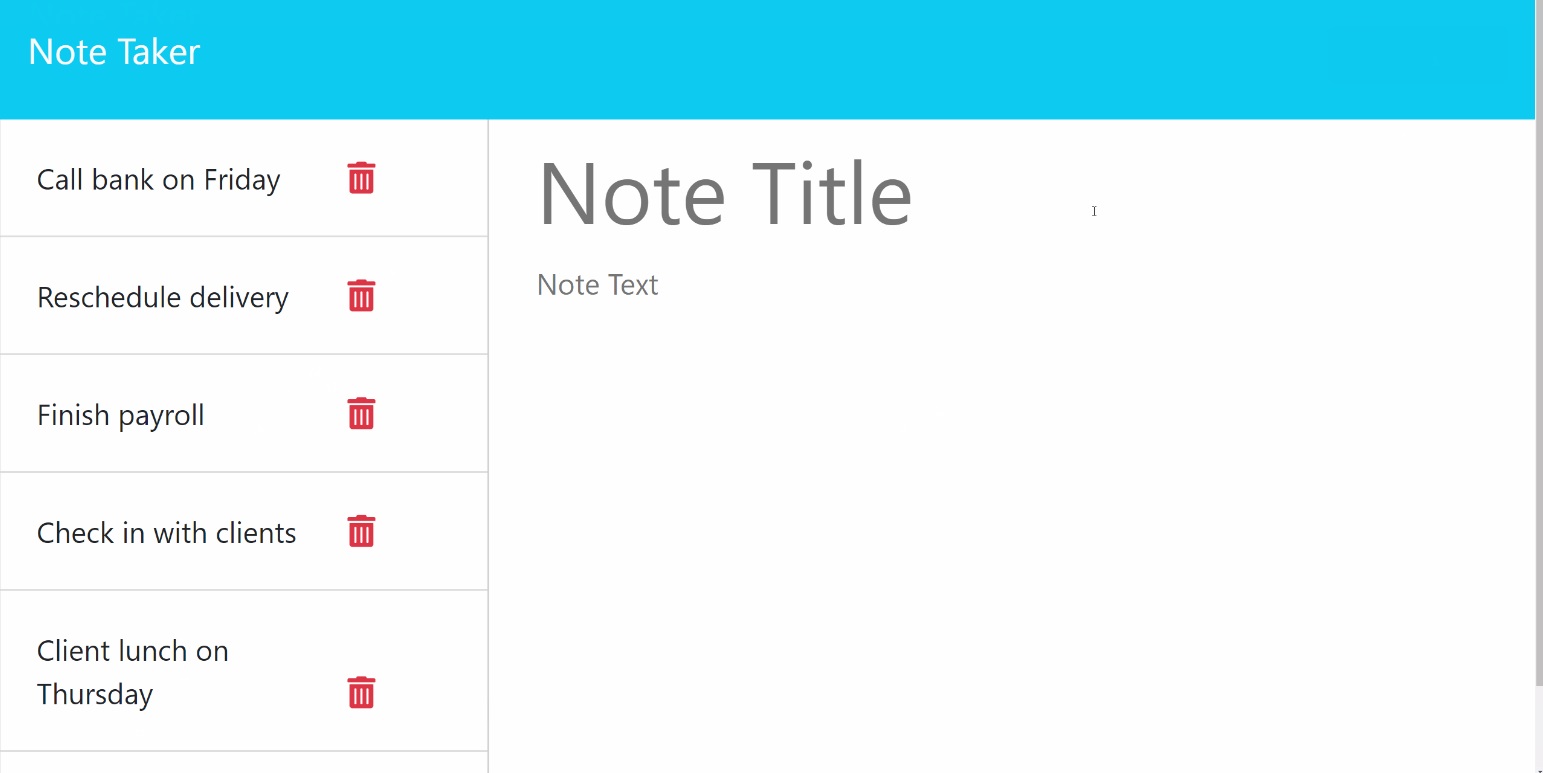 Note Taker
Call bank on Friday
Reschedule delivery
Finish payroll
Check in with clients
Client lunch on
Thursday
Note Title
Note Text